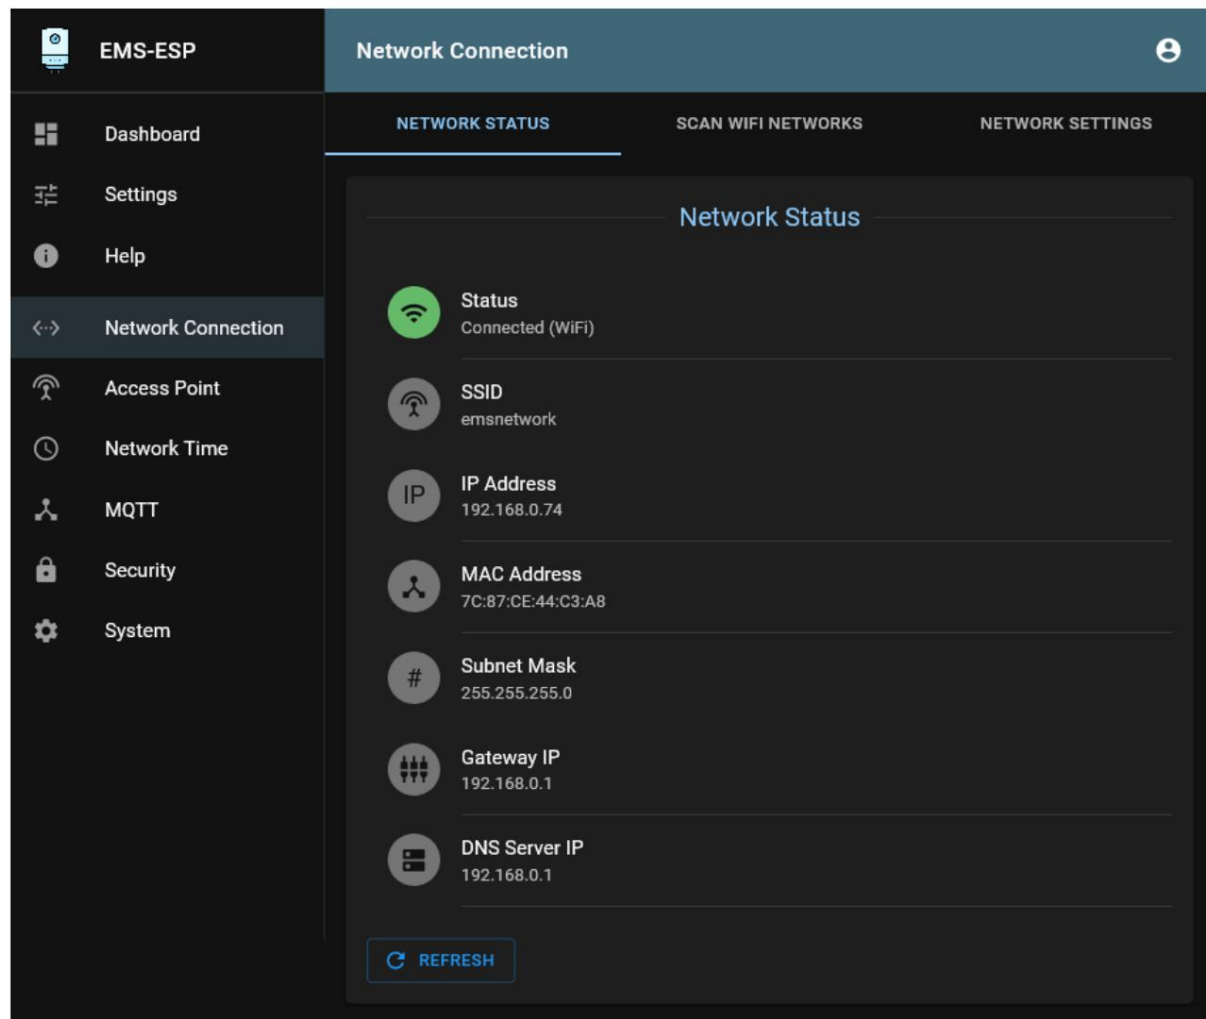 EMS-ESP
Network Connection
Dashboard
Settings
Help
Network Connection
Access Point
Network Time
MQTT
Security
System
NETWORK STATUS
SCAN WIFI NETWORKS
NETWORK SETTINGS
Network Status
Status
Connected (WiFi)
SSID
emsnetwork
IP
IP Address
192.168.0.74
MAC Address
7C:87:CE:44:C3:A8
#
Subnet Mask
255.255.255.0
Gateway IP
192.168.0.1
DNS Server IP
192.168.0.1
REFRESH